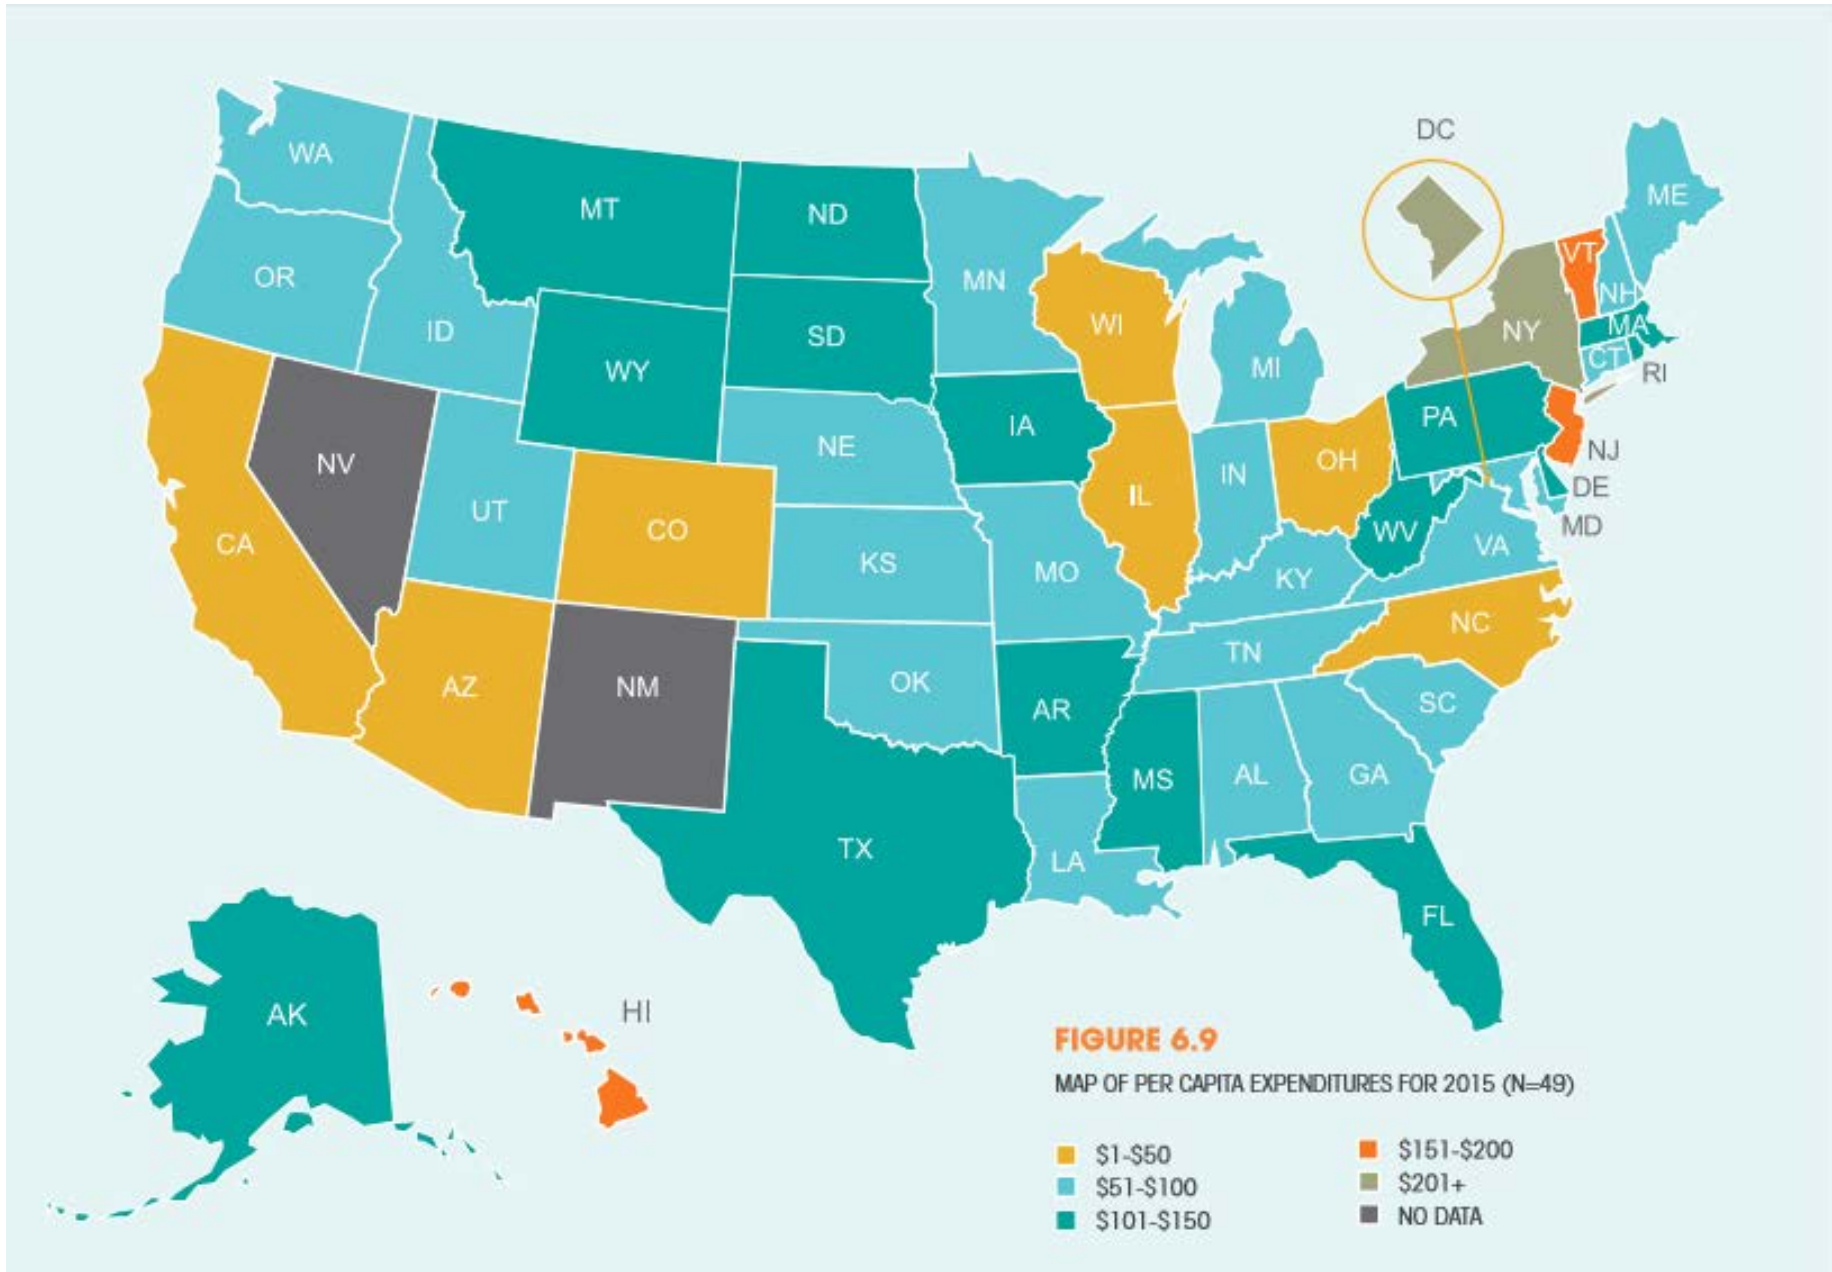 DC
WA
ME
MT
ND
VT
OR
MN
NH
ID
SD
WI
NY
MA
WY
MI
CT
RI
IA
PA
NE
NV
OH
NJ
IN
UT
IL
DE
CO
MD
CA
WV
VA
KS
MO
KY
NC
TN
AZ
NM
OK
SC
AR
MS
AL
GA
TX
LA
FL
AK
HI
FIGURE 6.9
MAP OF PER CAPITA EXPENDITURES FOR 2015 (N=49)
$1-$50
$51-$100
$101-$150
$151-$200
$201+
NO DATA